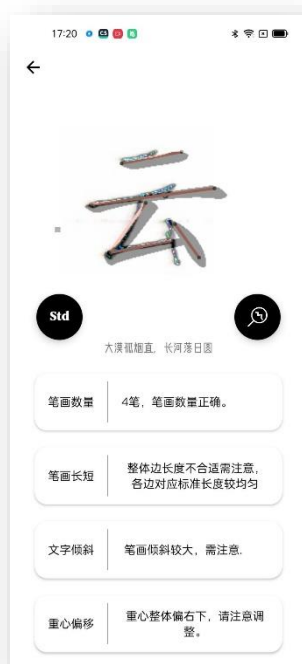 17:20
云
Std
大漠孤烟直，长河落日圆
笔画数量 4笔，笔画数量正确。
笔画长短 整体边长度不合适需注意，
各边对应标准长度较均匀
文字倾斜 笔画倾斜较大，需注意.
重心偏移 重心整体偏右下，请注意调
整。